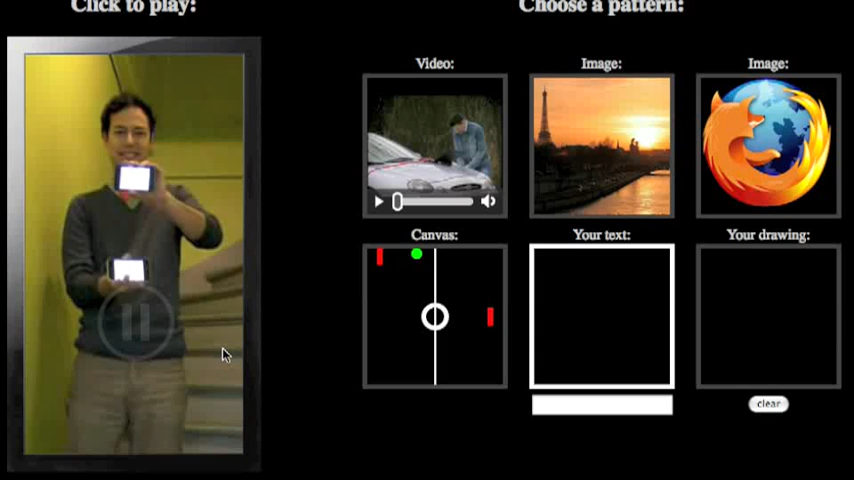 Click to play:
Choose a pattern:
Video:
Image:
Image:
Canvas:
Your text:
Your drawing:
clear